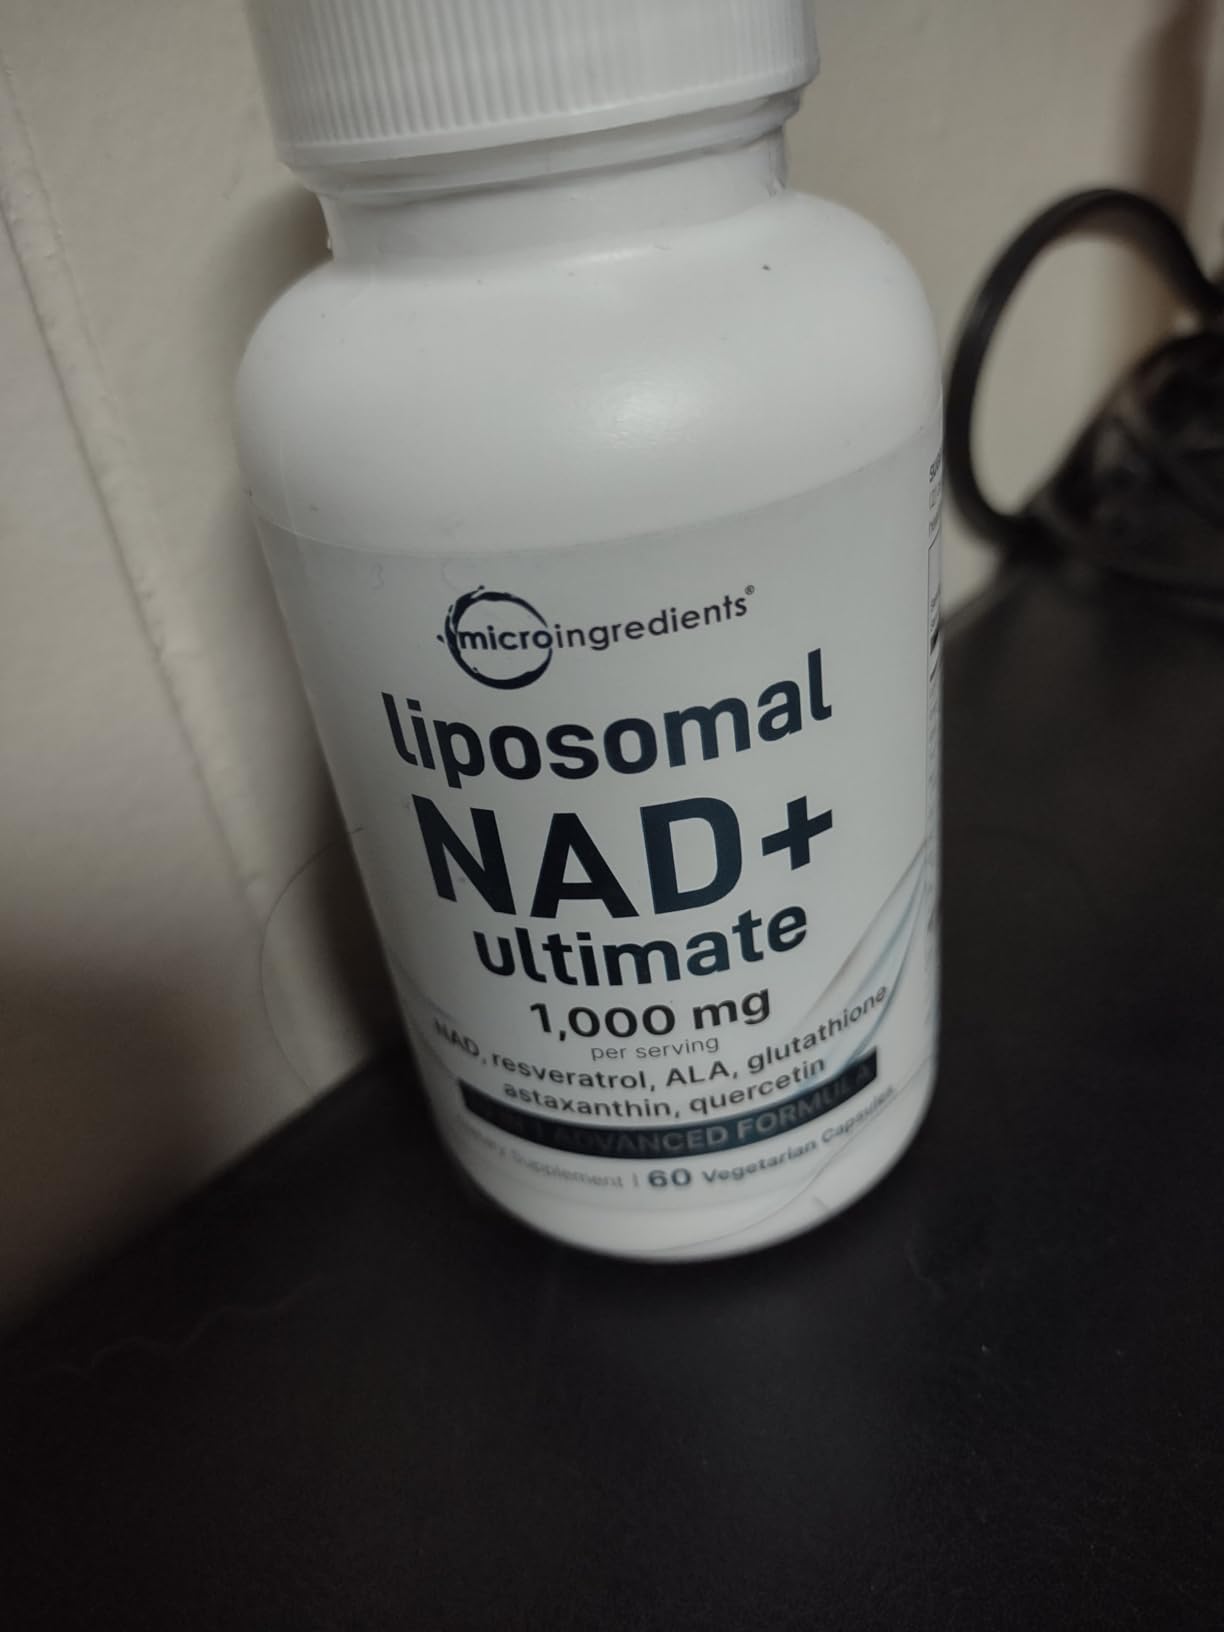 microingredients®
liposomal
NAD+
ultimate
1,000 mg
per serving
NAD, resveratrol, ALA, glutathione
astaxanthin, quercetin
ADVANCED FORMULA
Dietary Supplement | 60 Vegetarian Capsules